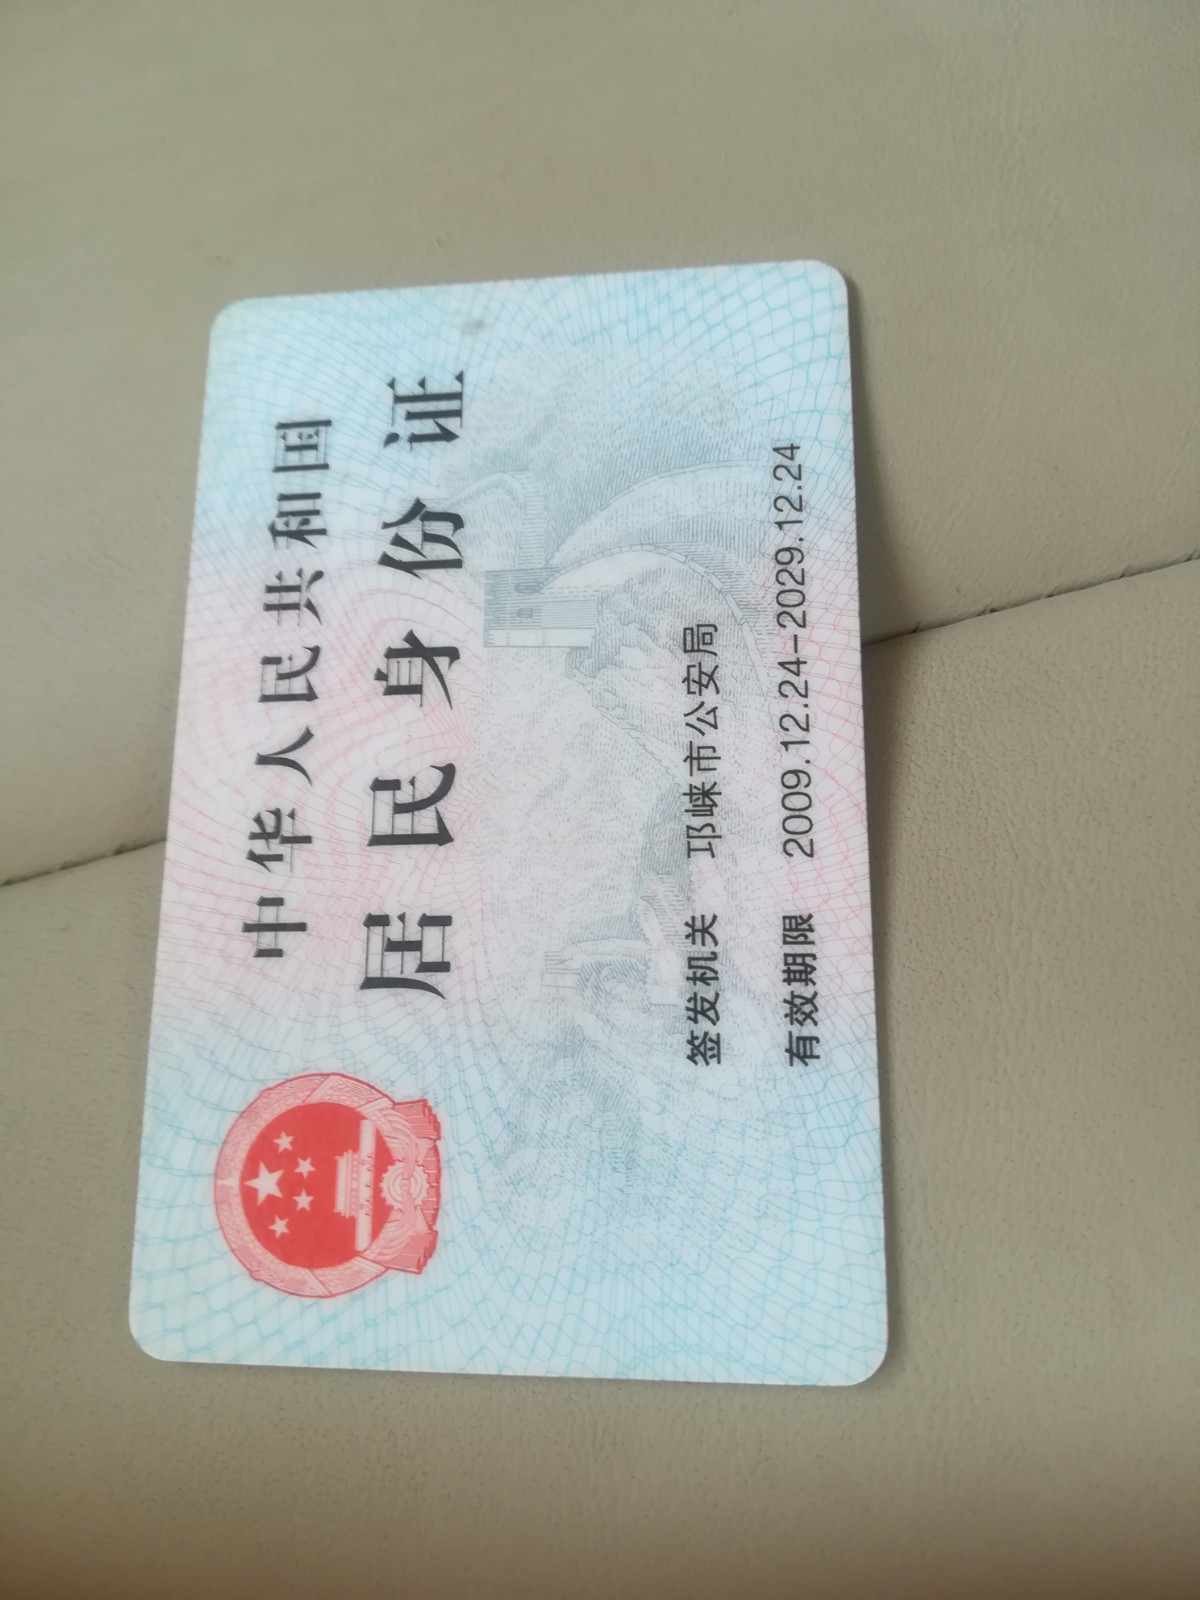 中华人民共和国
居民身份证
签发机关 邛崃市公安局
有效期限 2009.12.24-2029.12.24